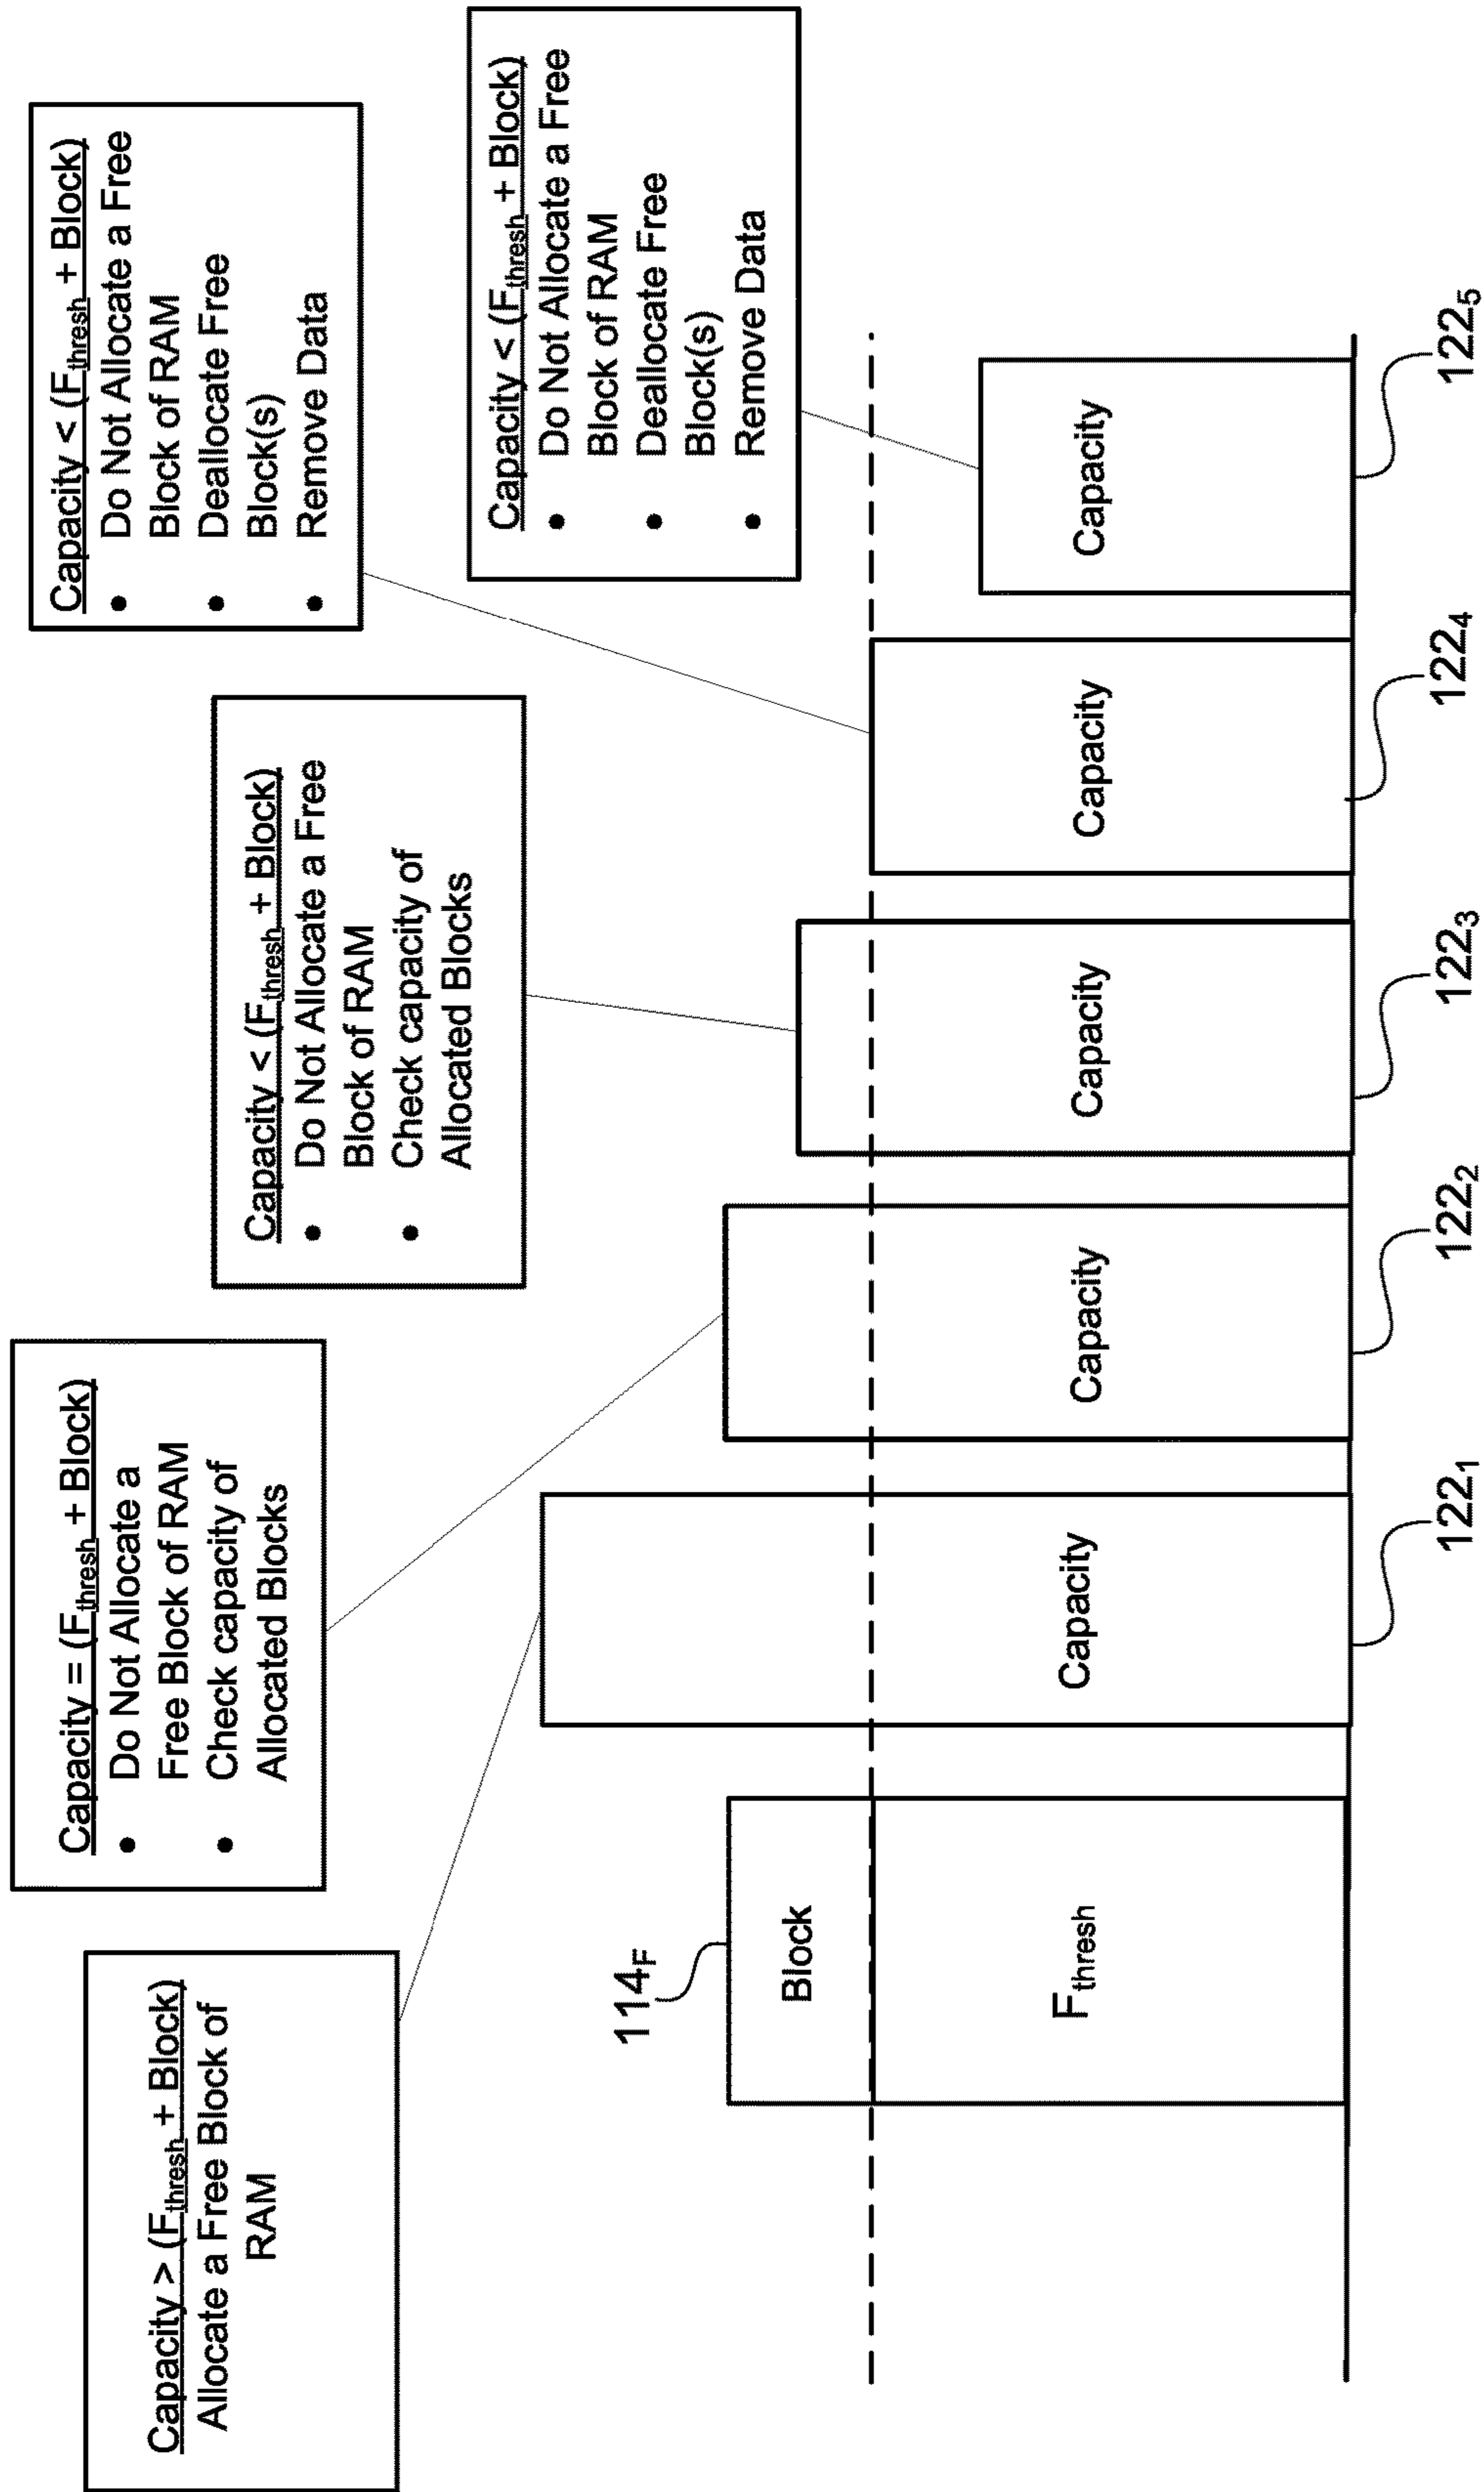 Capacity > (Fthresh + Block)
Allocate a Free Block of
RAM
Capacity = (Fthresh + Block)
• Do Not Allocate a
Free Block of RAM
• Check capacity of
Allocated Blocks
Capacity < (Fthresh + Block)
• Do Not Allocate a Free
Block of RAM
• Check capacity of
Allocated Blocks
Capacity < (Fthresh + Block)
• Do Not Allocate a Free
Block of RAM
• Deallocate Free
Block(s)
• Remove Data
Capacity < (Fthresh + Block)
• Do Not Allocate a Free
Block of RAM
• Deallocate Free
Block(s)
• Remove Data
114F
Block
Fthresh
Capacity
Capacity
Capacity
Capacity
Capacity
122₁
122₂
122₃
122₄
122₅